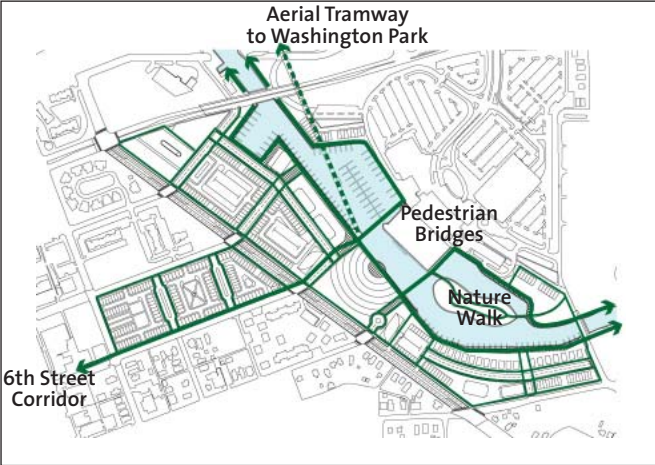 Aerial Tramway
to Washington Park
Pedestrian
Bridges
Nature
Walk
6th Street
Corridor